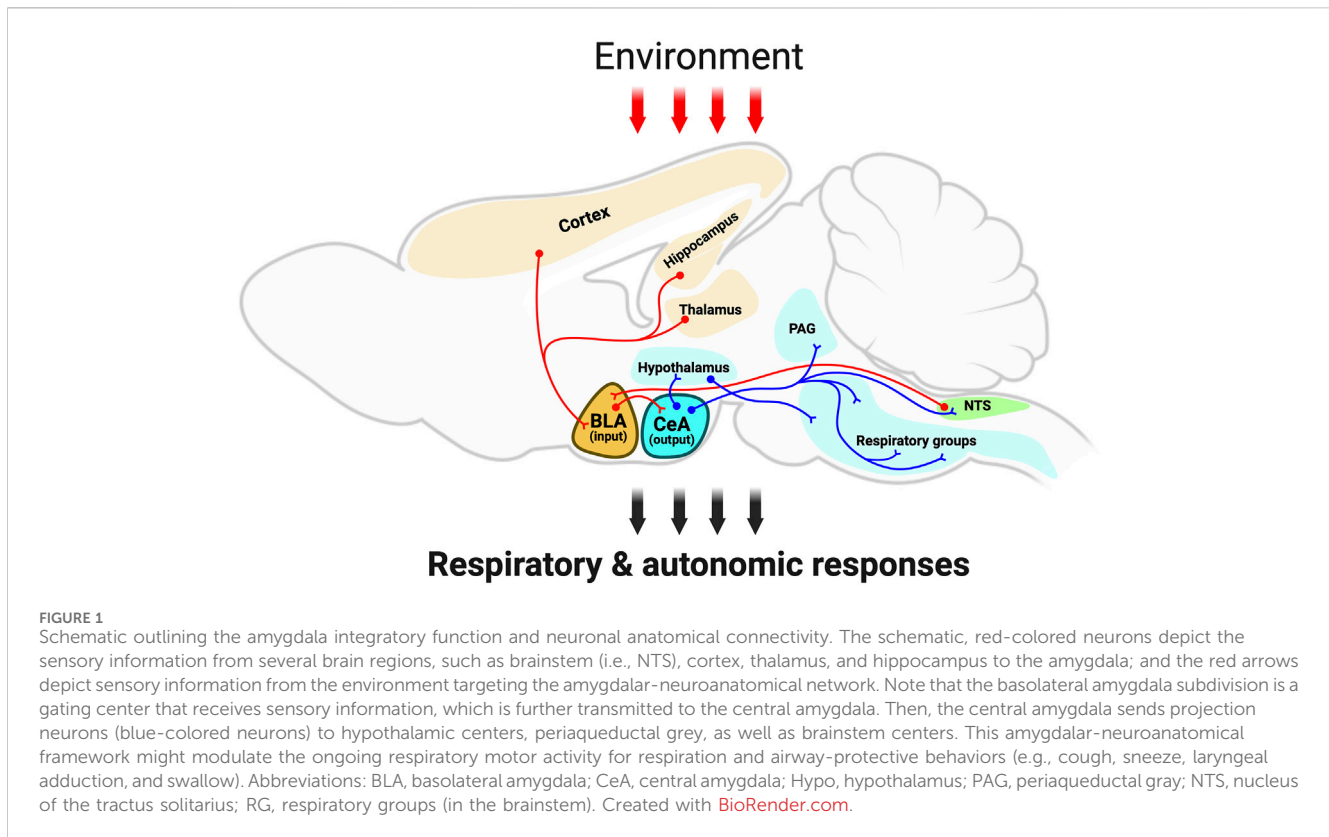 Environment
Cortex
Hippocampus
Thalamus
PAG
Hypothalamus
BLA
(input)
CeA
(output)
NTS
Respiratory groups
Respiratory & autonomic responses
FIGURE 1
Schematic outlining the amygdala integratory function and neuronal anatomical connectivity. The schematic, red-colored neurons depict the
sensory information from several brain regions, such as brainstem (i.e., NTS), cortex, thalamus, and hippocampus to the amygdala; and the red arrows
depict sensory information from the environment targeting the amygdalar-neuroanatomical network. Note that the basolateral amygdala subdivision is a
gating center that receives sensory information, which is further transmitted to the central amygdala. Then, the central amygdala sends projection
neurons (blue-colored neurons) to hypothalamic centers, periaqueductal grey, as well as brainstem centers. This amygdalar-neuroanatomical
framework might modulate the ongoing respiratory motor activity for respiration and airway-protective behaviors (e.g., cough, sneeze, laryngeal
adduction, and swallow). Abbreviations: BLA, basolateral amygdala; CeA, central amygdala; Hypo, hypothalamus; PAG, periaqueductal gray; NTS, nucleus
of the tractus solitarius; RG, respiratory groups (in the brainstem). Created with BioRender.com.